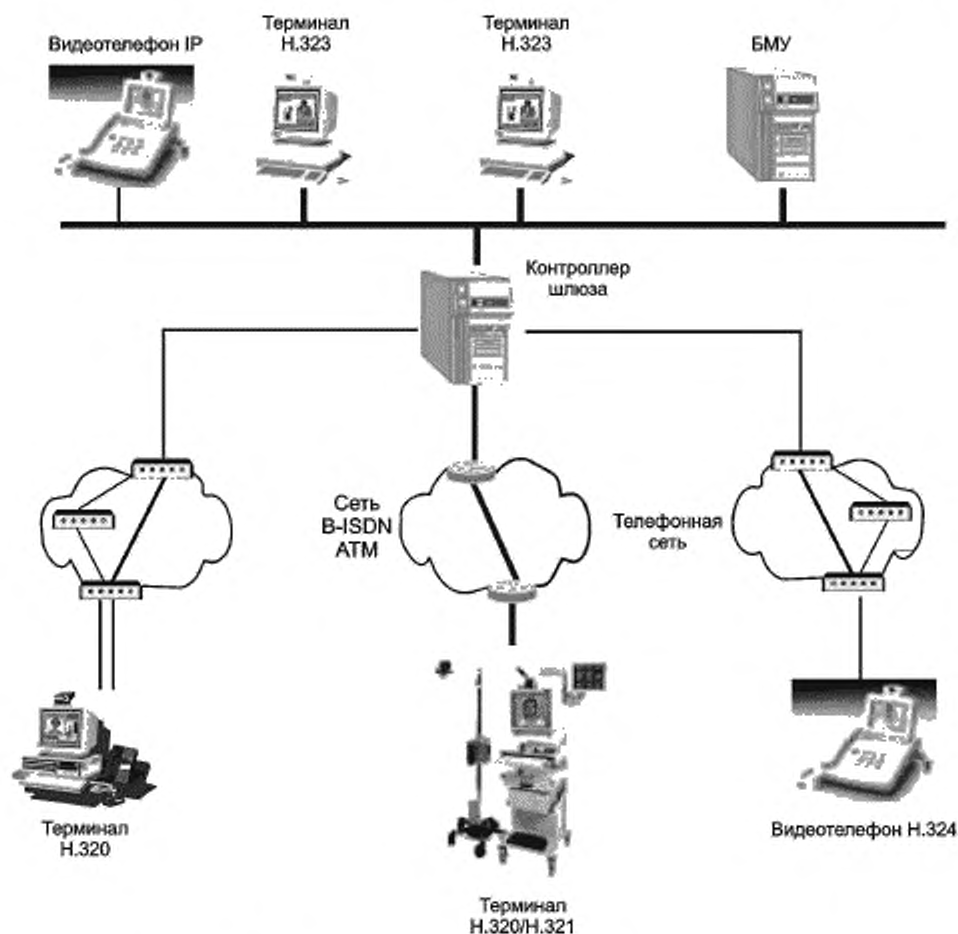 Видеотелефон IP
Терминал
H.323
Терминал
H.323
БМУ
Контроллер
шлюза
Сеть
B-ISDN
ATM
Телефонная
сеть
Терминал
H.320
Терминал
H.320/H.321
Видеотелефон H.324